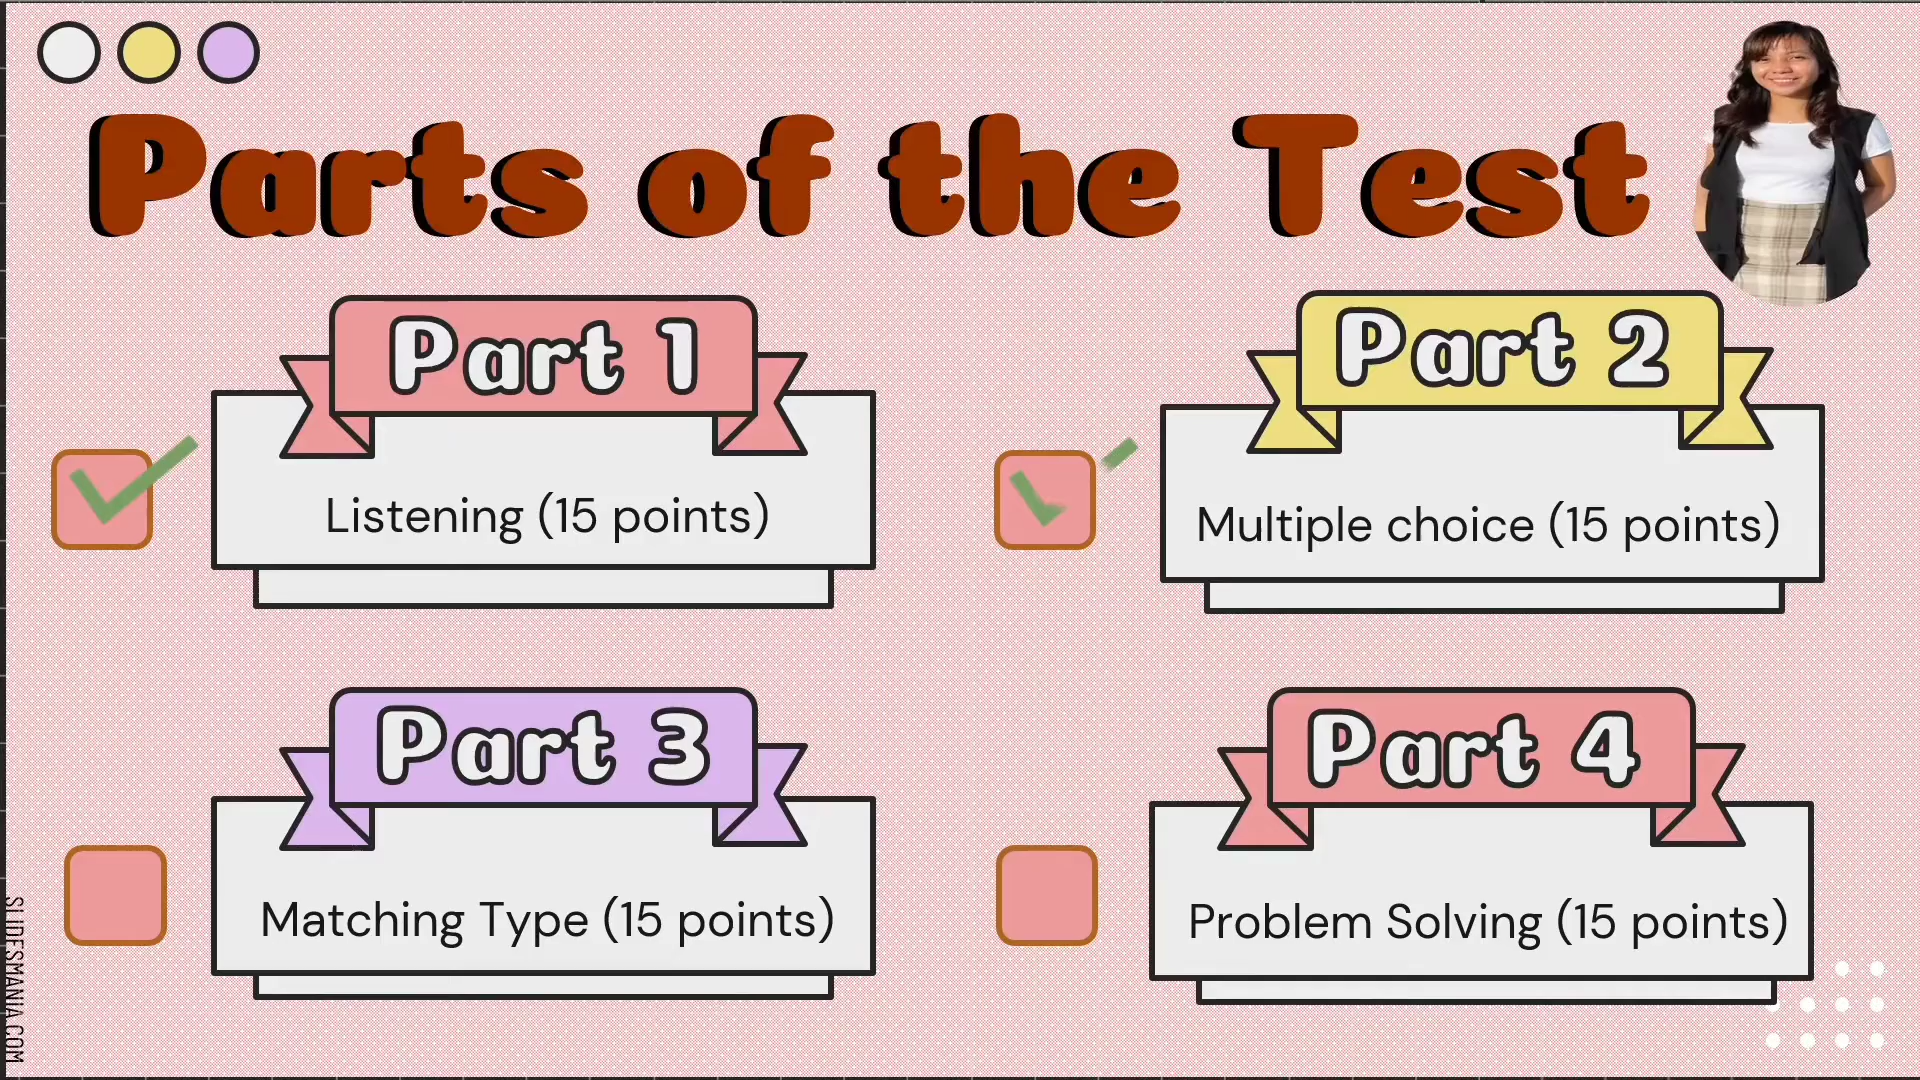 Parts of the Test
Part 1
Listening (15 points)
Part 2
Multiple choice (15 points)
Part 3
Matching Type (15 points)
Part 4
Problem Solving (15 points)
SLIDESMANIA.COM